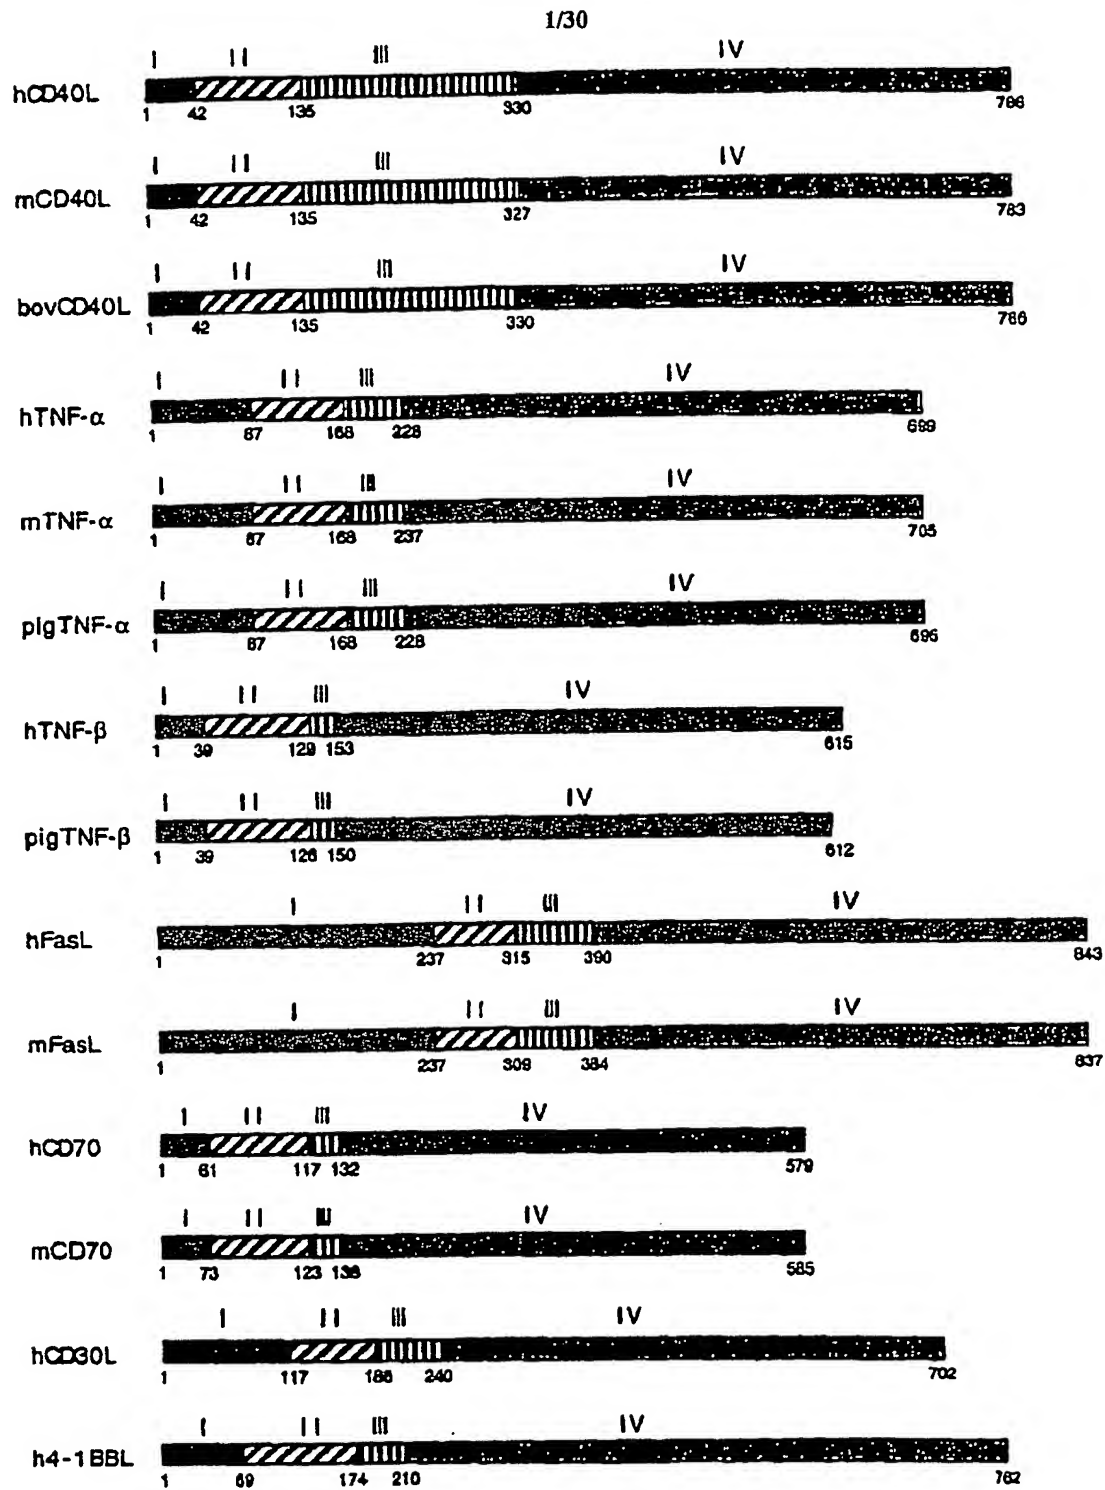 1/30
I II III IV
hCD40L
1 42 135 330 786
I II III IV
mCD40L
1 42 135 327 783
I II III IV
bovCD40L
1 42 135 330 786
I II III IV
hTNF-α
1 87 168 228 699
I II III IV
mTNF-α
1 87 168 237 705
I II III IV
pigTNF-α
1 87 168 228 696
I II III IV
hTNF-β
1 39 129 153 615
I II III IV
pigTNF-β
1 39 126 150 612
I II III IV
hFasL
1 237 315 390 843
I II III IV
mFasL
1 237 309 384 837
I II III IV
hCD70
1 61 117 132 579
I II III IV
mCD70
1 73 123 138 585
I II III IV
hCD30L
1 117 186 240 702
I II III IV
h4-1BBL
1 69 174 210 762